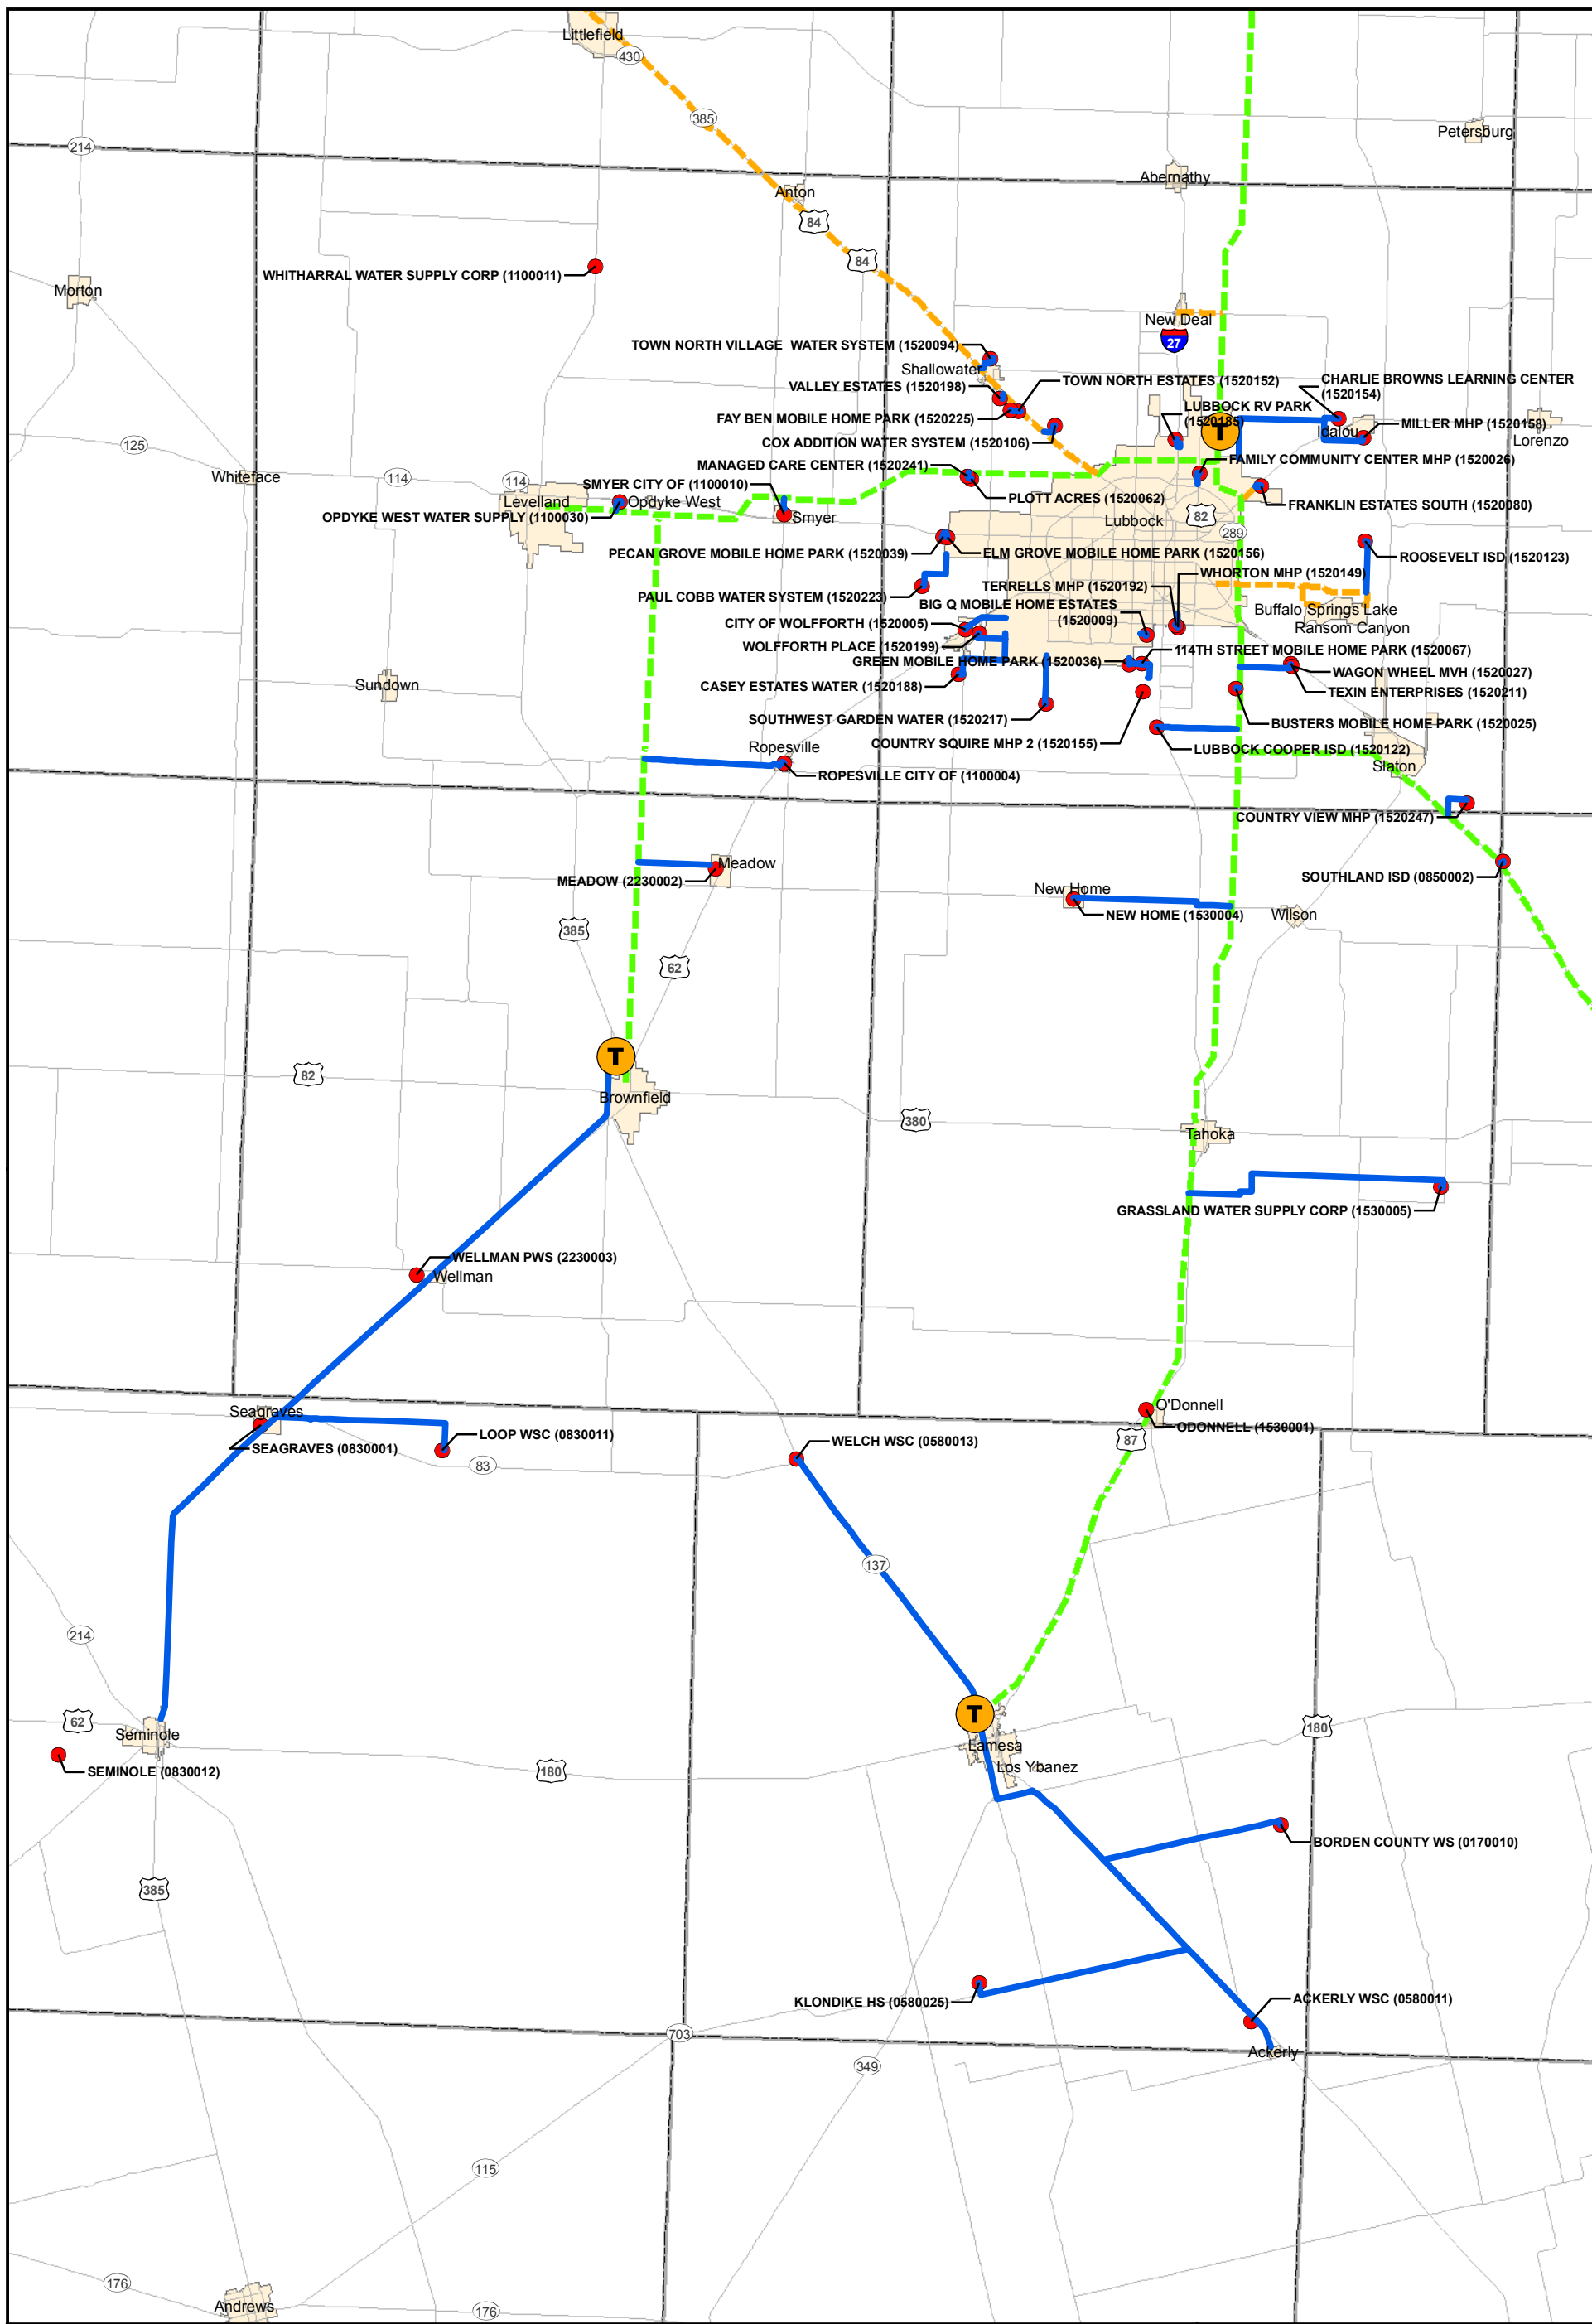 Littlefield
430
385
Petersburg
214
Abernathy
Anton
84
84
WHITHARRAL WATER SUPPLY CORP (1100011)
Morton
New Deal
27
TOWN NORTH VILLAGE  WATER SYSTEM (1520094)
Shallowater
TOWN NORTH ESTATES (1520152)
CHARLIE BROWNS LEARNING CENTER
(1520154)
VALLEY ESTATES (1520198)
LUBBOCK RV PARK
(1520185)
FAY BEN MOBILE HOME PARK (1520225)
T
Idalou
MILLER MHP (1520158)
Lorenzo
COX ADDITION WATER SYSTEM (1520106)
125
FAMILY COMMUNITY CENTER MHP (1520026)
MANAGED CARE CENTER (1520241)
Whiteface
114
114
SMYER CITY OF (1100010)
PLOTT ACRES (1520062)
FRANKLIN ESTATES SOUTH (1520080)
Levelland
Opdyke West
OPDYKE WEST WATER SUPPLY (1100030)
Smyer
Lubbock
82
289
PECAN GROVE MOBILE HOME PARK (1520039)
ELM GROVE MOBILE HOME PARK (1520156)
ROOSEVELT ISD (1520123)
WHORTON MHP (1520149)
TERRELLS MHP (1520192)
PAUL COBB WATER SYSTEM (1520223)
BIG Q MOBILE HOME ESTATES
(1520009)
Buffalo Springs Lake
CITY OF WOLFFORTH (1520005)
Ransom Canyon
WOLFFORTH PLACE (1520199)
114TH STREET MOBILE HOME PARK (1520067)
GREEN MOBILE HOME PARK (1520036)
WAGON WHEEL MVH (1520027)
CASEY ESTATES WATER (1520188)
TEXIN ENTERPRISES (1520211)
Sundown
SOUTHWEST GARDEN WATER (1520217)
BUSTERS MOBILE HOME PARK (1520025)
COUNTRY SQUIRE MHP 2 (1520155)
LUBBOCK COOPER ISD (1520122)
Ropesville
Slaton
ROPESVILLE CITY OF (1100004)
COUNTRY VIEW MHP (1520247)
Meadow
MEADOW (2230002)
SOUTHLAND ISD (0850002)
New Home
NEW HOME (1530004)
Wilson
385
62
T
82
Brownfield
380
Tahoka
GRASSLAND WATER SUPPLY CORP (1530005)
WELLMAN PWS (2230003)
Wellman
Seagraves
O'Donnell
ODONNELL (1530001)
LOOP WSC (0830011)
WELCH WSC (0580013)
87
SEAGRAVES (0830001)
83
137
214
62
T
Seminole
180
Lamesa
SEMINOLE (0830012)
180
Los Ybanez
BORDEN COUNTY WS (0170010)
385
KLONDIKE HS (0580025)
ACKERLY WSC (0580011)
703
349
Ackerly
115
176
Andrews
176